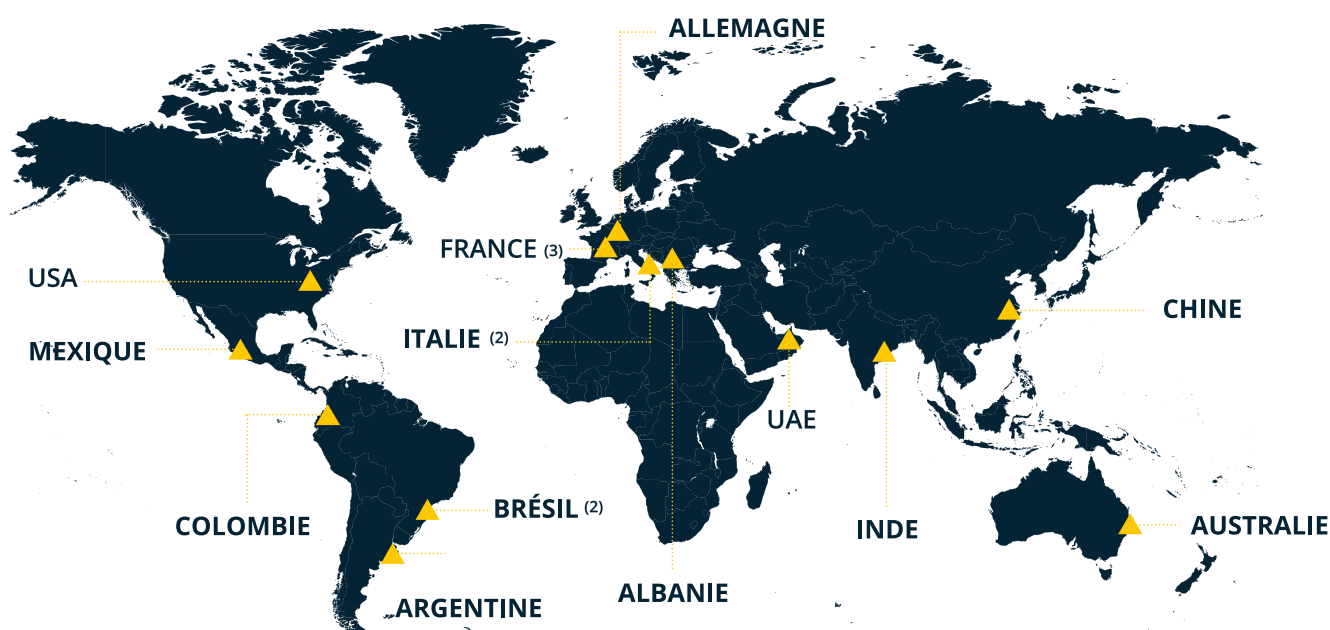 ALLEMAGNE
FRANCE (3)
USA
CHINE
ITALIE (2)
MEXIQUE
UAE
BRÉSIL (2)
COLOMBIE
INDE
AUSTRALIE
ALBANIE
ARGENTINE